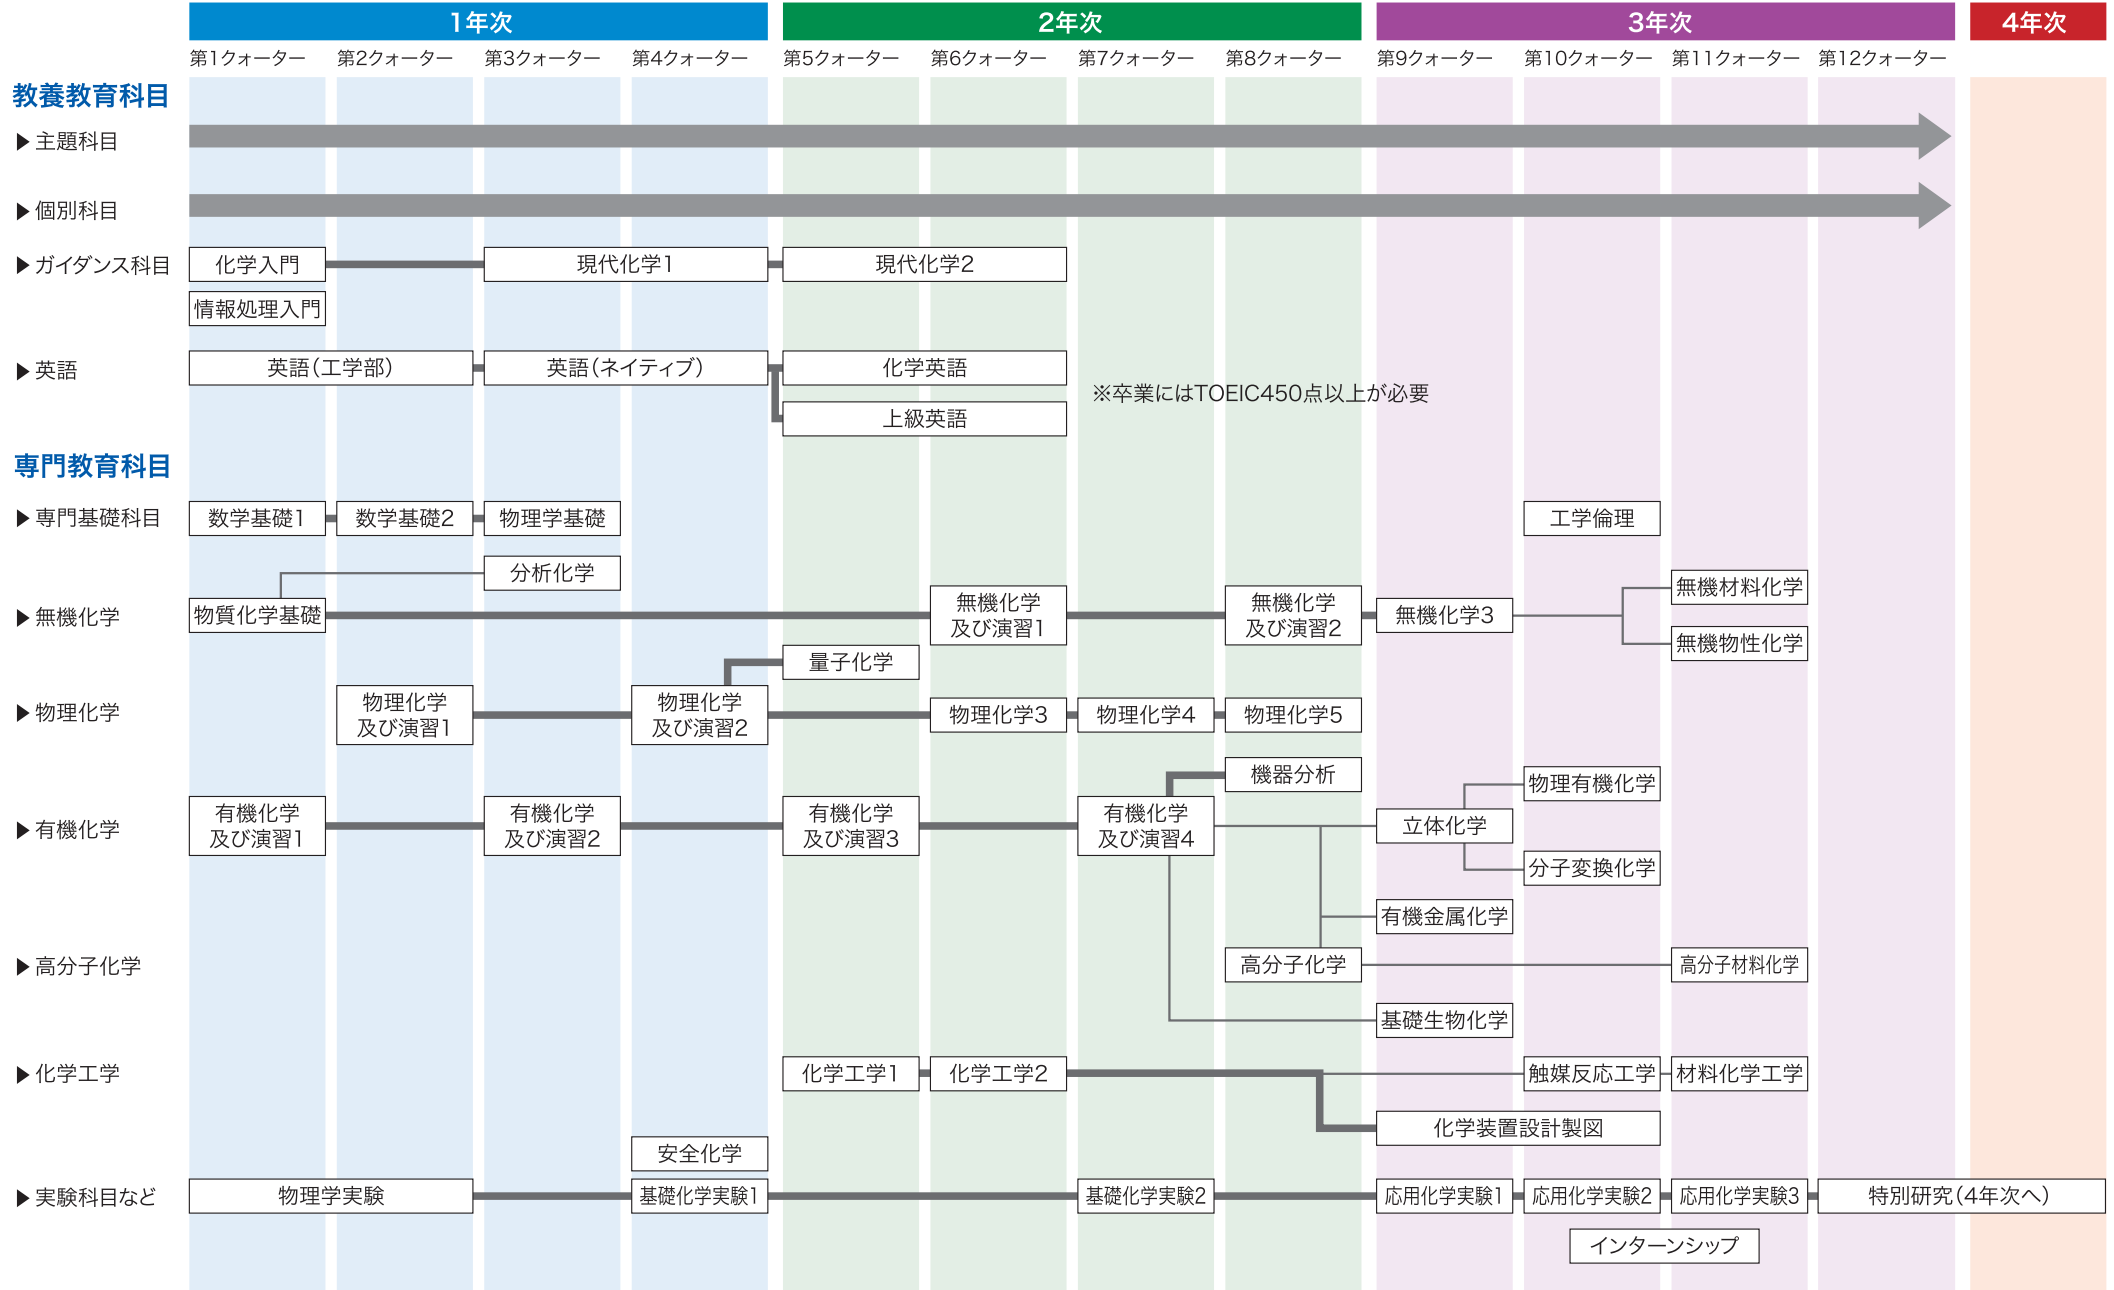 1年次
2年次
3年次
4年次
第1クォーター
第2クォーター
第3クォーター
第4クォーター
第5クォーター
第6クォーター
第7クォーター
第8クォーター
第9クォーター
第10クォーター
第11クォーター
第12クォーター
教養教育科目
▶主題科目
▶個別科目
▶ガイダンス科目
化学入門
現代化学1
現代化学2
情報処理入門
▶英語
英語（工学部）
英語（ネイティブ）
化学英語
※卒業にはTOEIC450点以上が必要
上級英語
専門教育科目
▶専門基礎科目
数学基礎1
数学基礎2
物理学基礎
工学倫理
分析化学
▶無機化学
物質化学基礎
無機化学
及び演習1
無機化学
及び演習2
無機化学3
無機材料化学
無機物性化学
量子化学
▶物理化学
物理化学
及び演習1
物理化学
及び演習2
物理化学3
物理化学4
物理化学5
機器分析
▶有機化学
有機化学
及び演習1
有機化学
及び演習2
有機化学
及び演習3
有機化学
及び演習4
立体化学
物理有機化学
分子変換化学
有機金属化学
▶高分子化学
高分子化学
高分子材料化学
基礎生物化学
▶化学工学
化学工学1
化学工学2
触媒反応工学
材料化学工学
化学装置設計製図
安全化学
▶実験科目など
物理学実験
基礎化学実験1
基礎化学実験2
応用化学実験1
応用化学実験2
応用化学実験3
特別研究（4年次へ）
インターンシップ